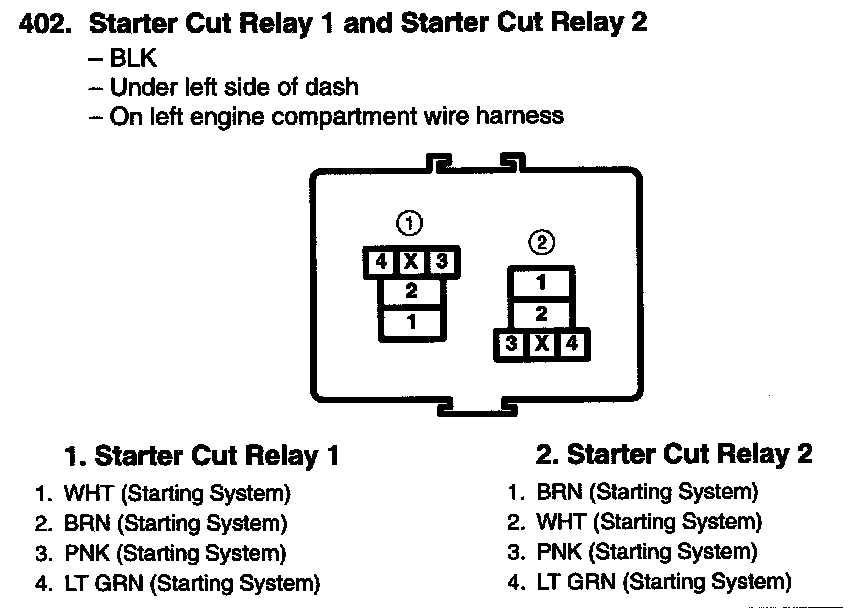 402. Starter Cut Relay 1 and Starter Cut Relay 2
– BLK
– Under left side of dash
– On left engine compartment wire harness
1
4 X 3
2
1
2
1
2
3 X 4
1. Starter Cut Relay 1
1. WHT (Starting System)
2. BRN (Starting System)
3. PNK (Starting System)
4. LT GRN (Starting System)
2. Starter Cut Relay 2
1. BRN (Starting System)
2. WHT (Starting System)
3. PNK (Starting System)
4. LT GRN (Starting System)